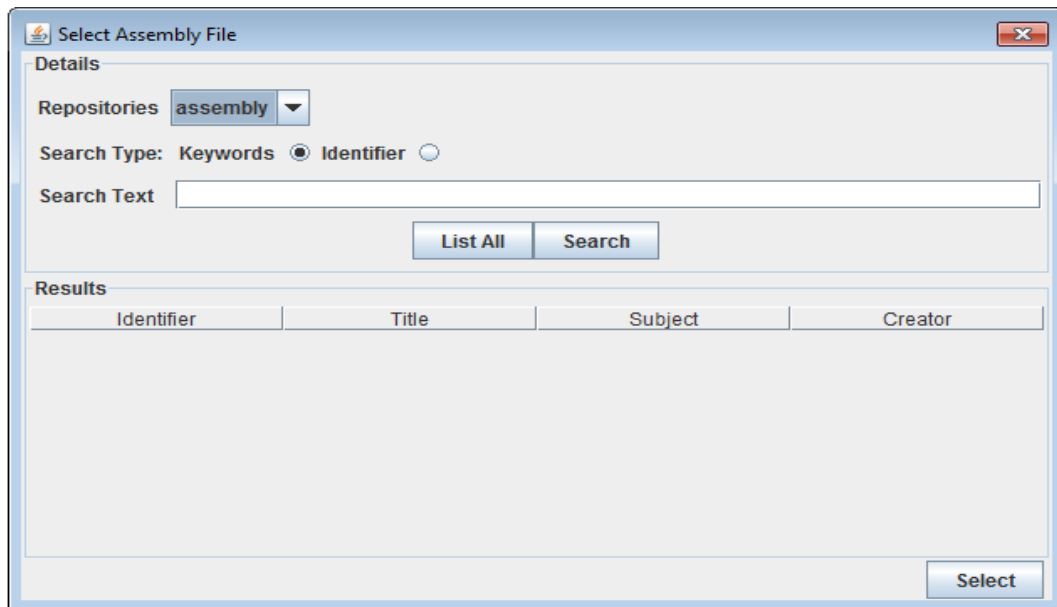 Select Assembly File
Details
Repositories assembly
Search Type: Keywords Identifier
Search Text
List All Search
Results
Identifier Title Subject Creator
Select